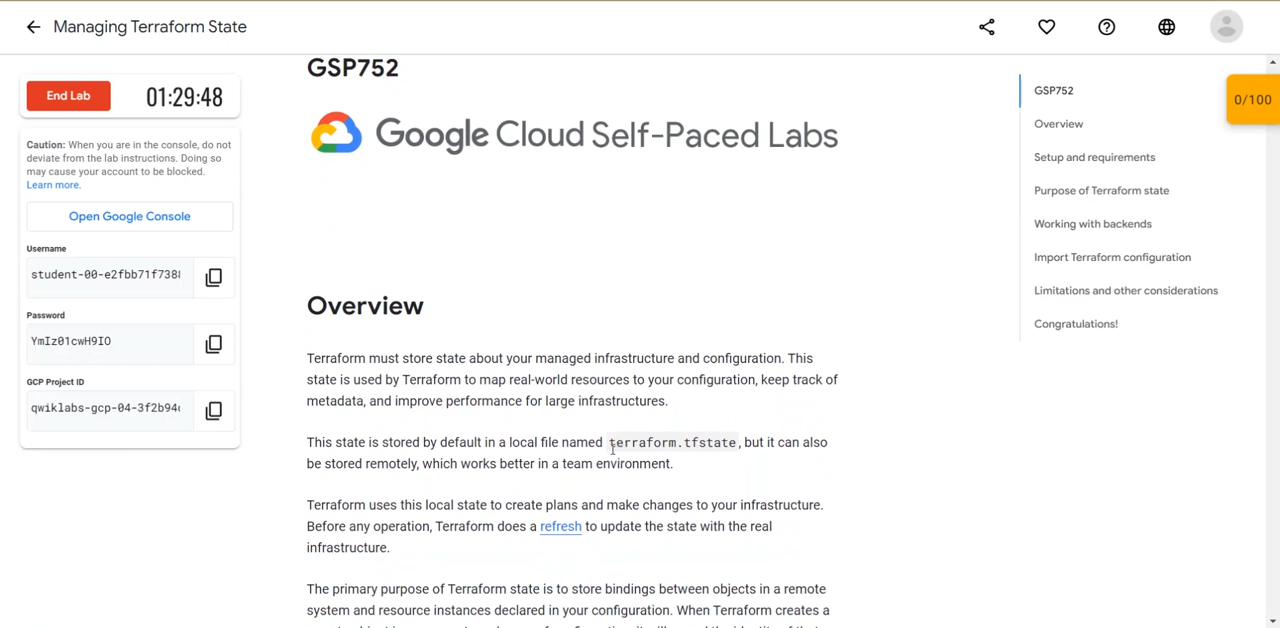 Managing Terraform State
End Lab
01:29:48
Caution: When you are in the console, do not
deviate from the lab instructions. Doing so
may cause your account to be blocked.
Learn more.
Open Google Console
Username
student-00-e2fbb71f738
Password
YmIz01cwH9IO
GCP Project ID
qwiklabs-gcp-04-3f2b94
GSP752
Google Cloud Self-Paced Labs
Overview
Terraform must store state about your managed infrastructure and configuration. This
state is used by Terraform to map real-world resources to your configuration, keep track of
metadata, and improve performance for large infrastructures.
This state is stored by default in a local file named terraform.tfstate, but it can also
be stored remotely, which works better in a team environment.
Terraform uses this local state to create plans and make changes to your infrastructure.
Before any operation, Terraform does a refresh to update the state with the real
infrastructure.
The primary purpose of Terraform state is to store bindings between objects in a remote
system and resource instances declared in your configuration. When Terraform creates a
GSP752
Overview
Setup and requirements
Purpose of Terraform state
Working with backends
Import Terraform configuration
Limitations and other considerations
Congratulations!
0/100